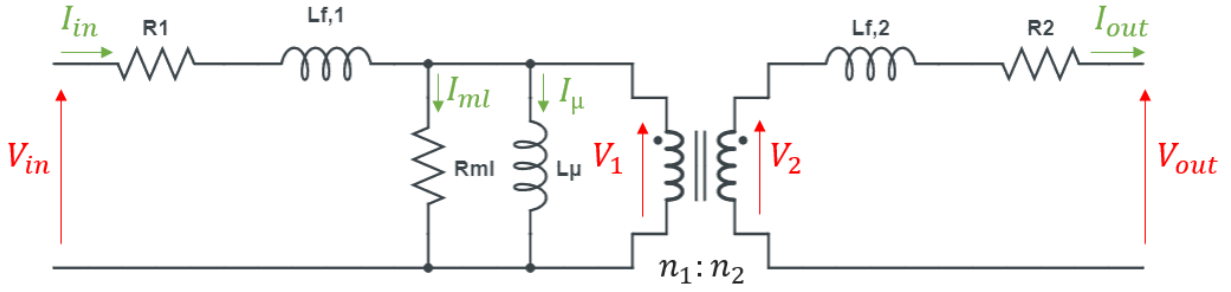 I_in
R1
Lf,1
Lf,2
R2
I_out
I_ml
I_μ
V_in
Rml
Lμ
V_1
V_2
V_out
n_1 : n_2